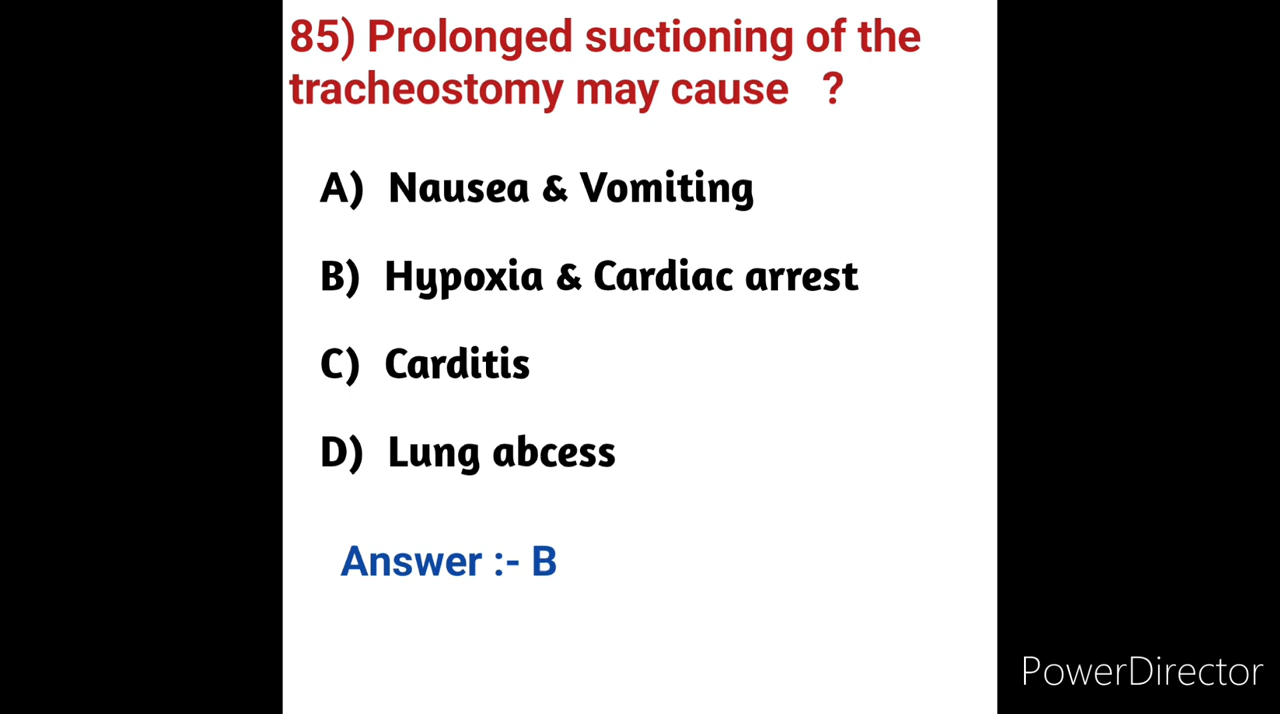 85) Prolonged suctioning of the
tracheostomy may cause ?
A) Nausea & Vomiting
B) Hypoxia & Cardiac arrest
C) Carditis
D) Lung abcess
Answer :- B
PowerDirector